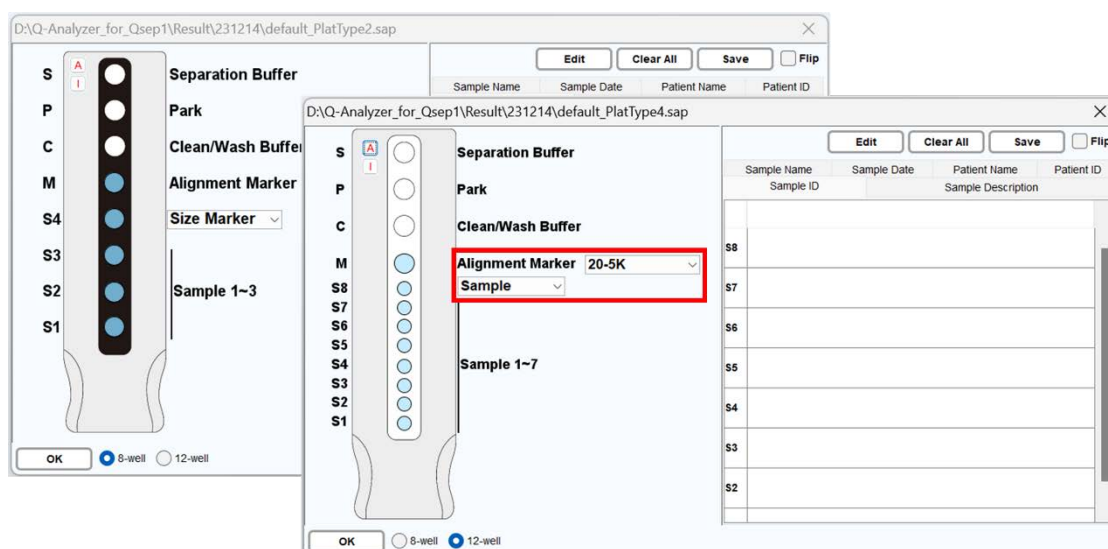 D:\Q-Analyzer_for_Qsep1\Result\231214\default_PlatType2.sap
Edit Clear All Save Flip
Sample Name Sample Date Patient Name Patient ID
S A I Separation Buffer
P Park
C Clean/Wash Buffer
M Alignment Marker
S4 Size Marker
S3
S2 Sample 1~3
S1
OK 8-well 12-well
D:\Q-Analyzer_for_Qsep1\Result\231214\default_PlatType4.sap
Edit Clear All Save Flip
Sample Name Sample Date Patient Name Patient ID
Sample ID Sample Description
S A I Separation Buffer
P Park
C Clean/Wash Buffer
M Alignment Marker 20-5K
S8 Sample
S7
S6
S5
S4 Sample 1~7
S3
S2
S1
S8
S7
S6
S5
S4
S3
S2
OK 8-well 12-well